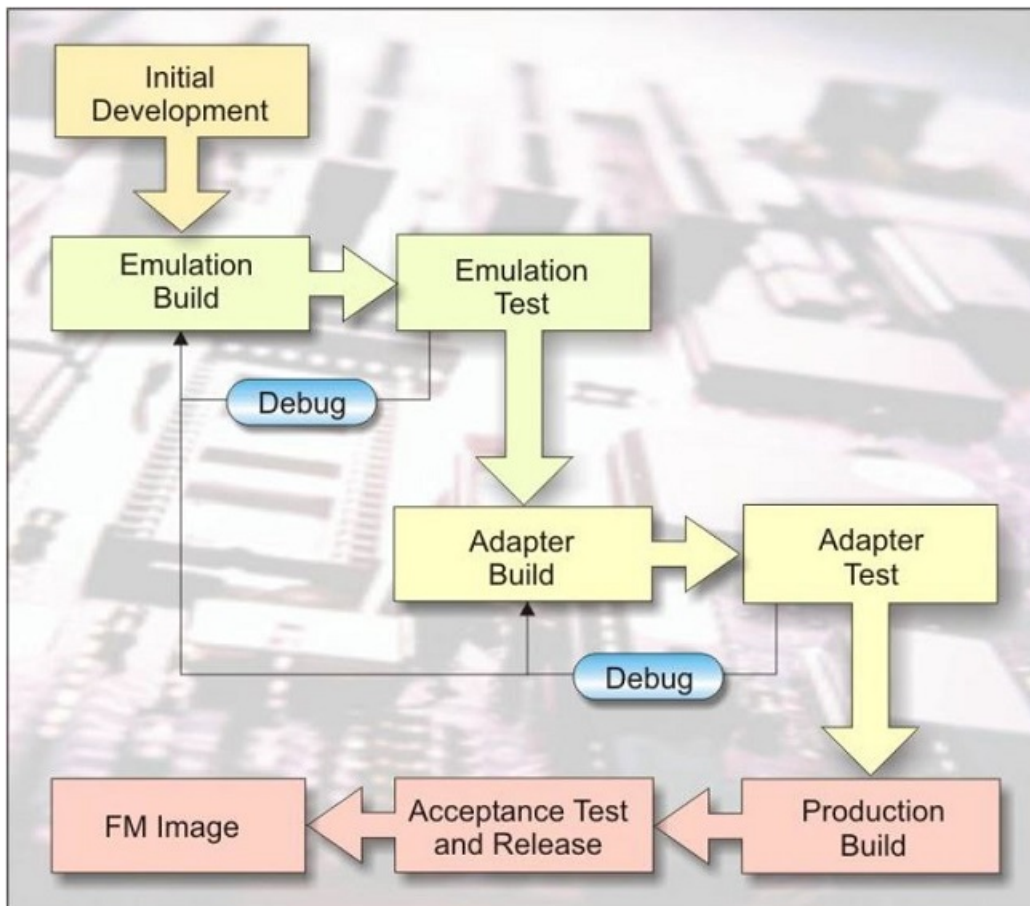 Initial
Development
Emulation
Build
Emulation
Test
Debug
Adapter
Build
Adapter
Test
Debug
FM Image
Acceptance Test
and Release
Production
Build